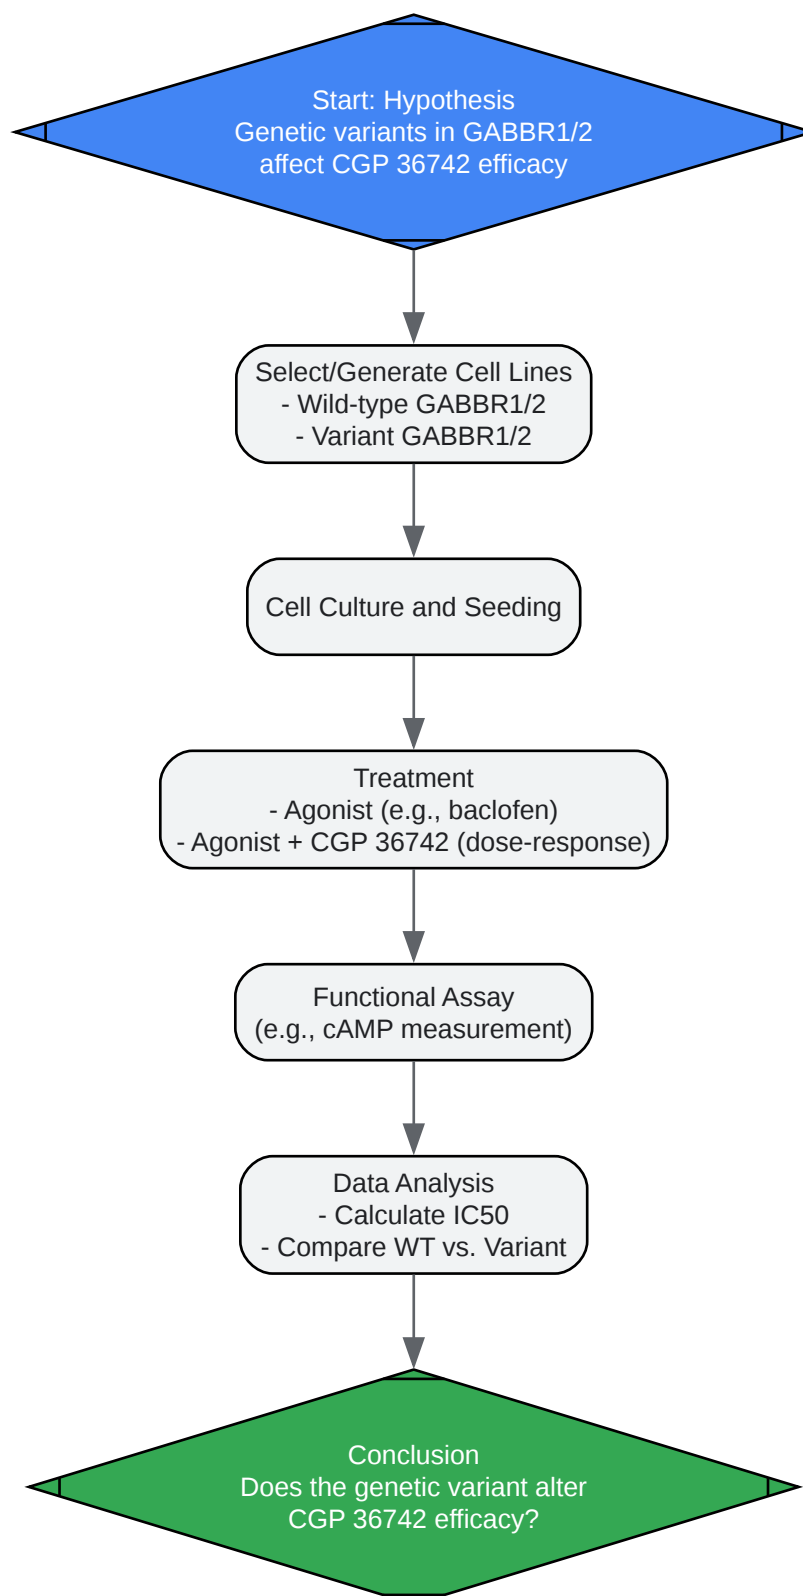 Start: Hypothesis
Genetic variants in GABBR1/2
affect CGP 36742 efficacy
Select/Generate Cell Lines
- Wild-type GABBR1/2
- Variant GABBR1/2
Cell Culture and Seeding
Treatment
- Agonist (e.g., baclofen)
- Agonist + CGP 36742 (dose-response)
Functional Assay
(e.g., cAMP measurement)
Data Analysis
- Calculate IC50
- Compare WT vs. Variant
Conclusion
Does the genetic variant alter
CGP 36742 efficacy?